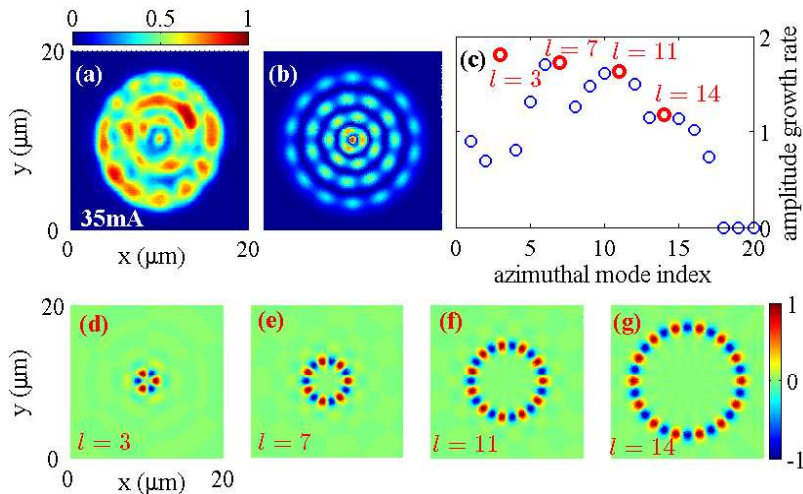 0 0.5 1
20
y (µm)
0
(a)
35mA
0 20
x (µm)
(b)
(c)
l = 3
l = 7
l = 11
l = 14
2
1
0
amplitude growth rate
0 5 10 15 20
azimuthal mode index
20
y (µm)
0
(d)
l = 3
0 20
x (µm)
(e)
l = 7
(f)
l = 11
(g)
l = 14
1
0
-1